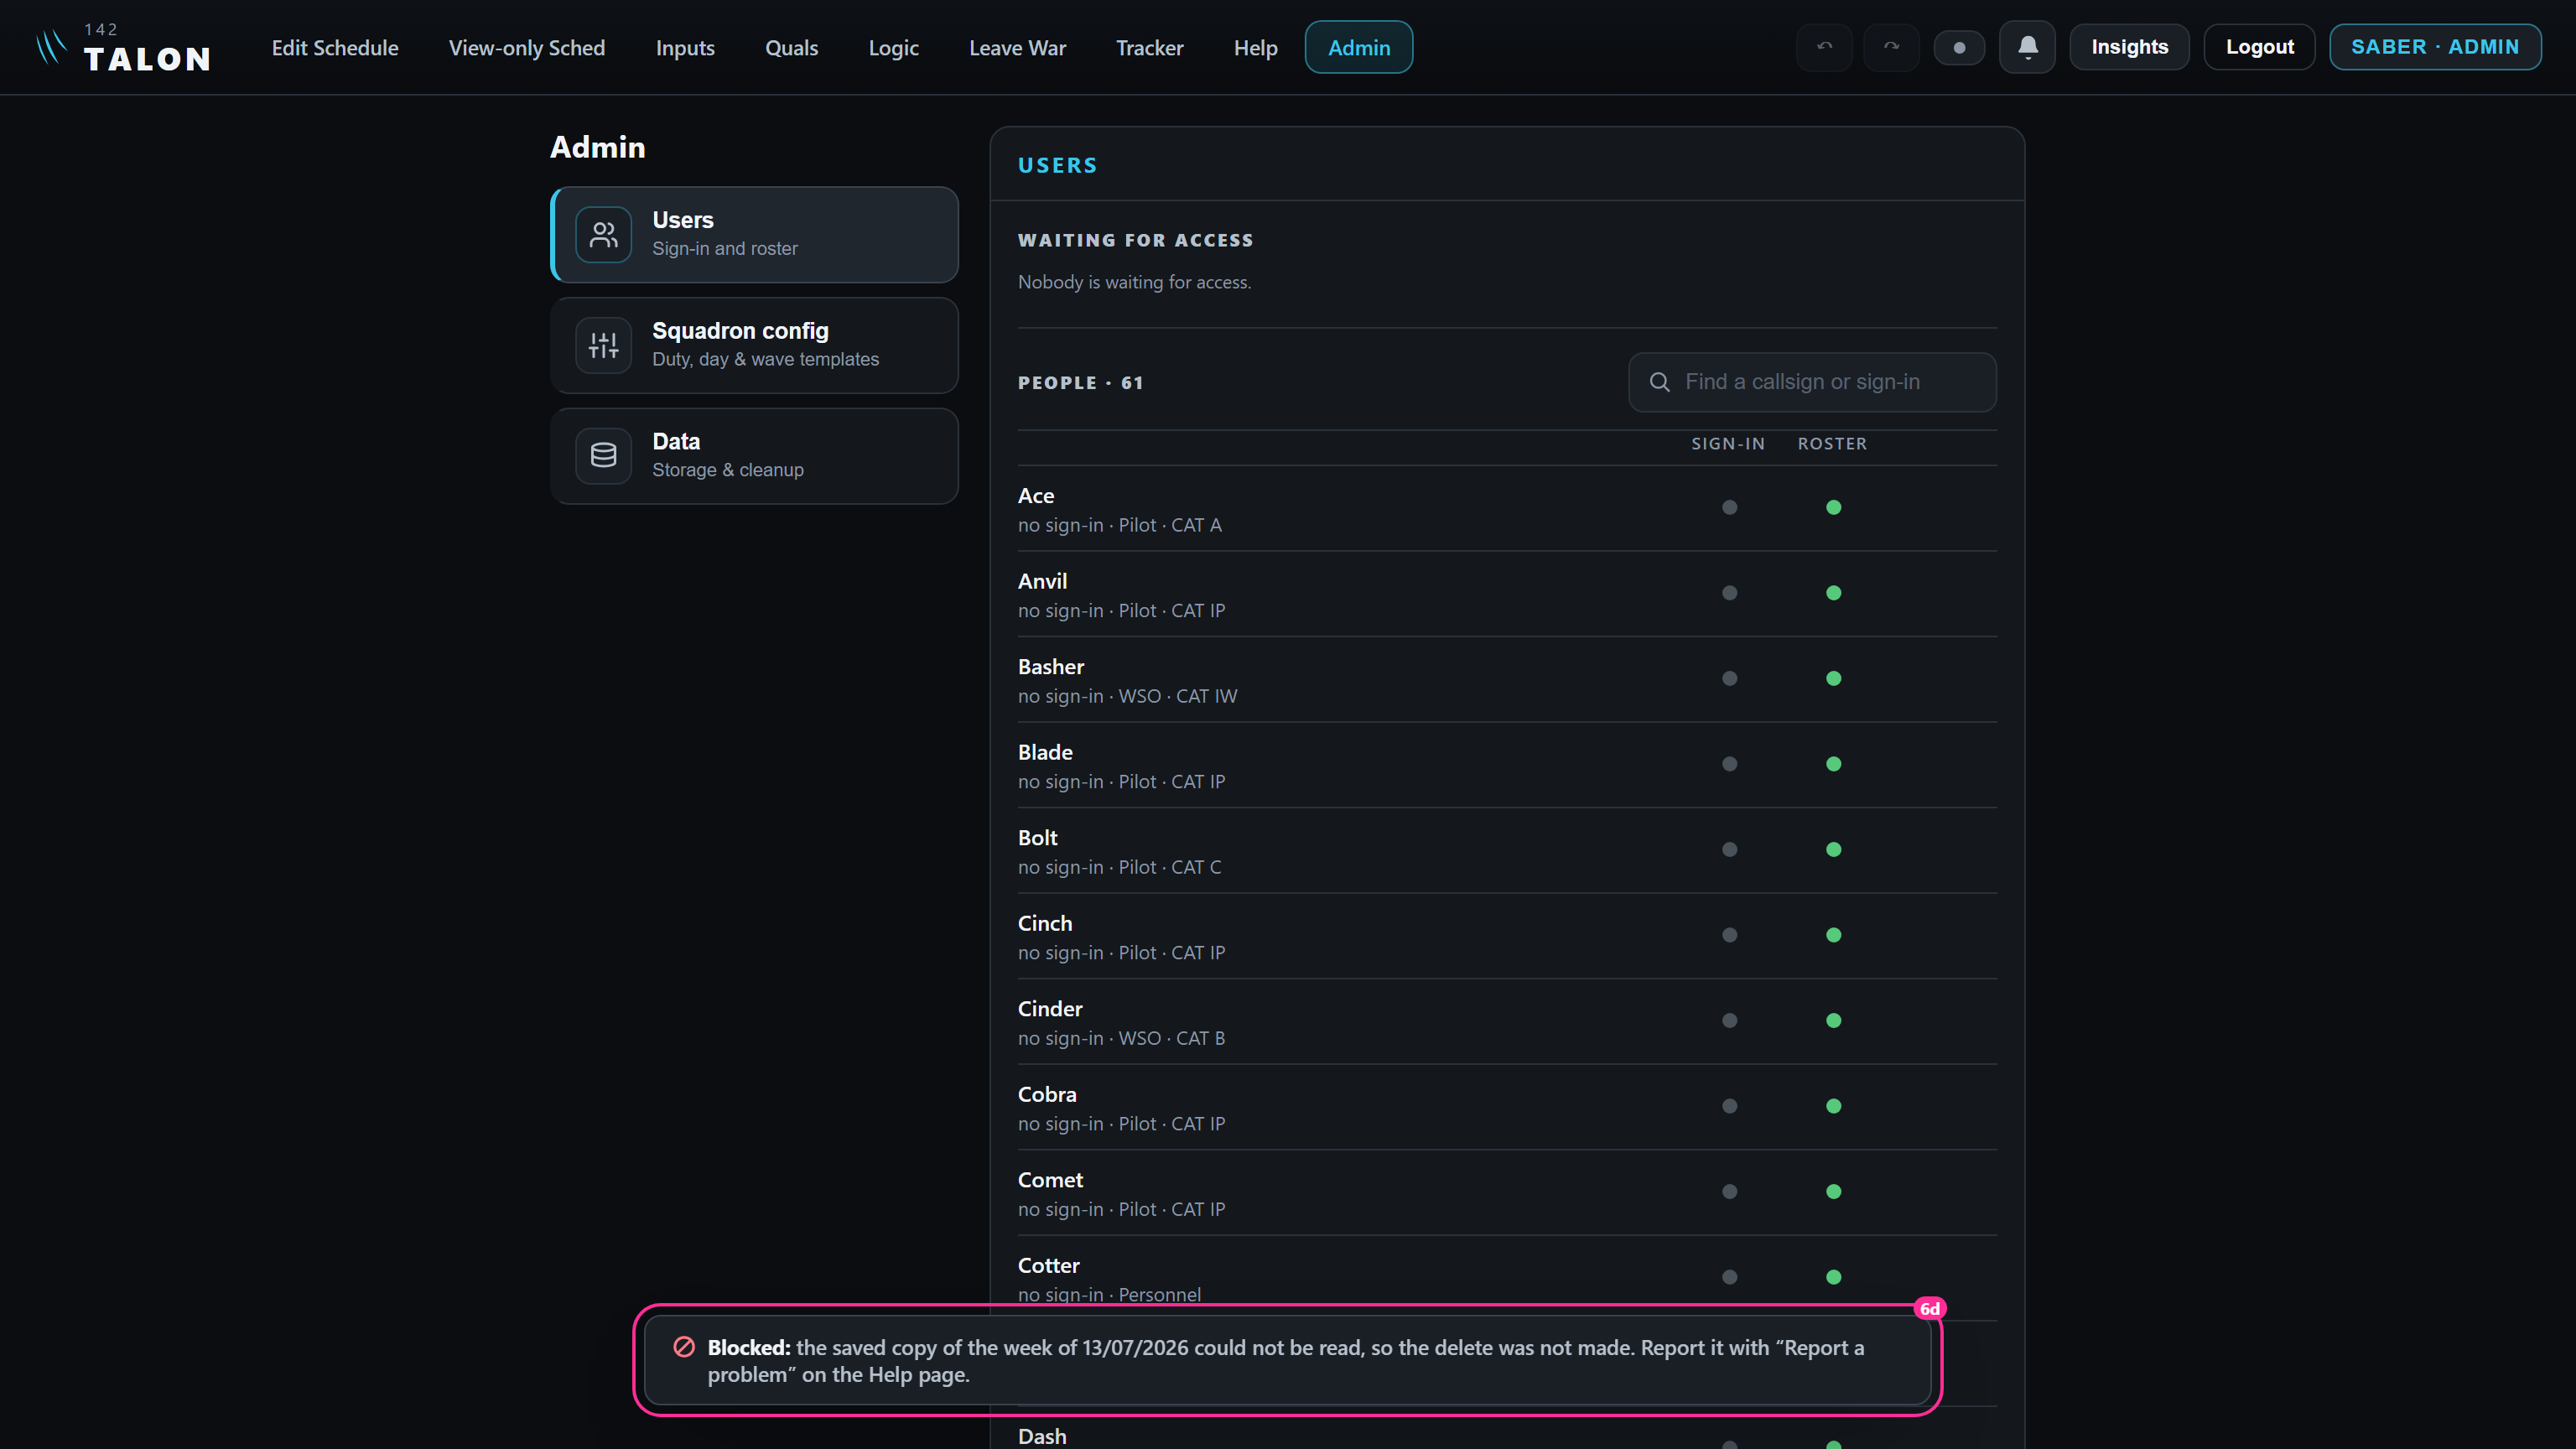 142
TALON
Edit Schedule
View-only Sched
Inputs
Quals
Logic
Leave War
Tracker
Help
Admin
Insights
Logout
SABER · ADMIN
Admin
Users
Sign-in and roster
Squadron config
Duty, day & wave templates
Data
Storage & cleanup
USERS
WAITING FOR ACCESS
Nobody is waiting for access.
PEOPLE · 61
Find a callsign or sign-in
SIGN-IN
ROSTER
Ace
no sign-in · Pilot · CAT A
Anvil
no sign-in · Pilot · CAT IP
Basher
no sign-in · WSO · CAT IW
Blade
no sign-in · Pilot · CAT IP
Bolt
no sign-in · Pilot · CAT C
Cinch
no sign-in · Pilot · CAT IP
Cinder
no sign-in · WSO · CAT B
Cobra
no sign-in · Pilot · CAT IP
Comet
no sign-in · Pilot · CAT IP
Cotter
no sign-in · Personnel
6d
Blocked: the saved copy of the week of 13/07/2026 could not be read, so the delete was not made. Report it with “Report a
problem” on the Help page.
Dash